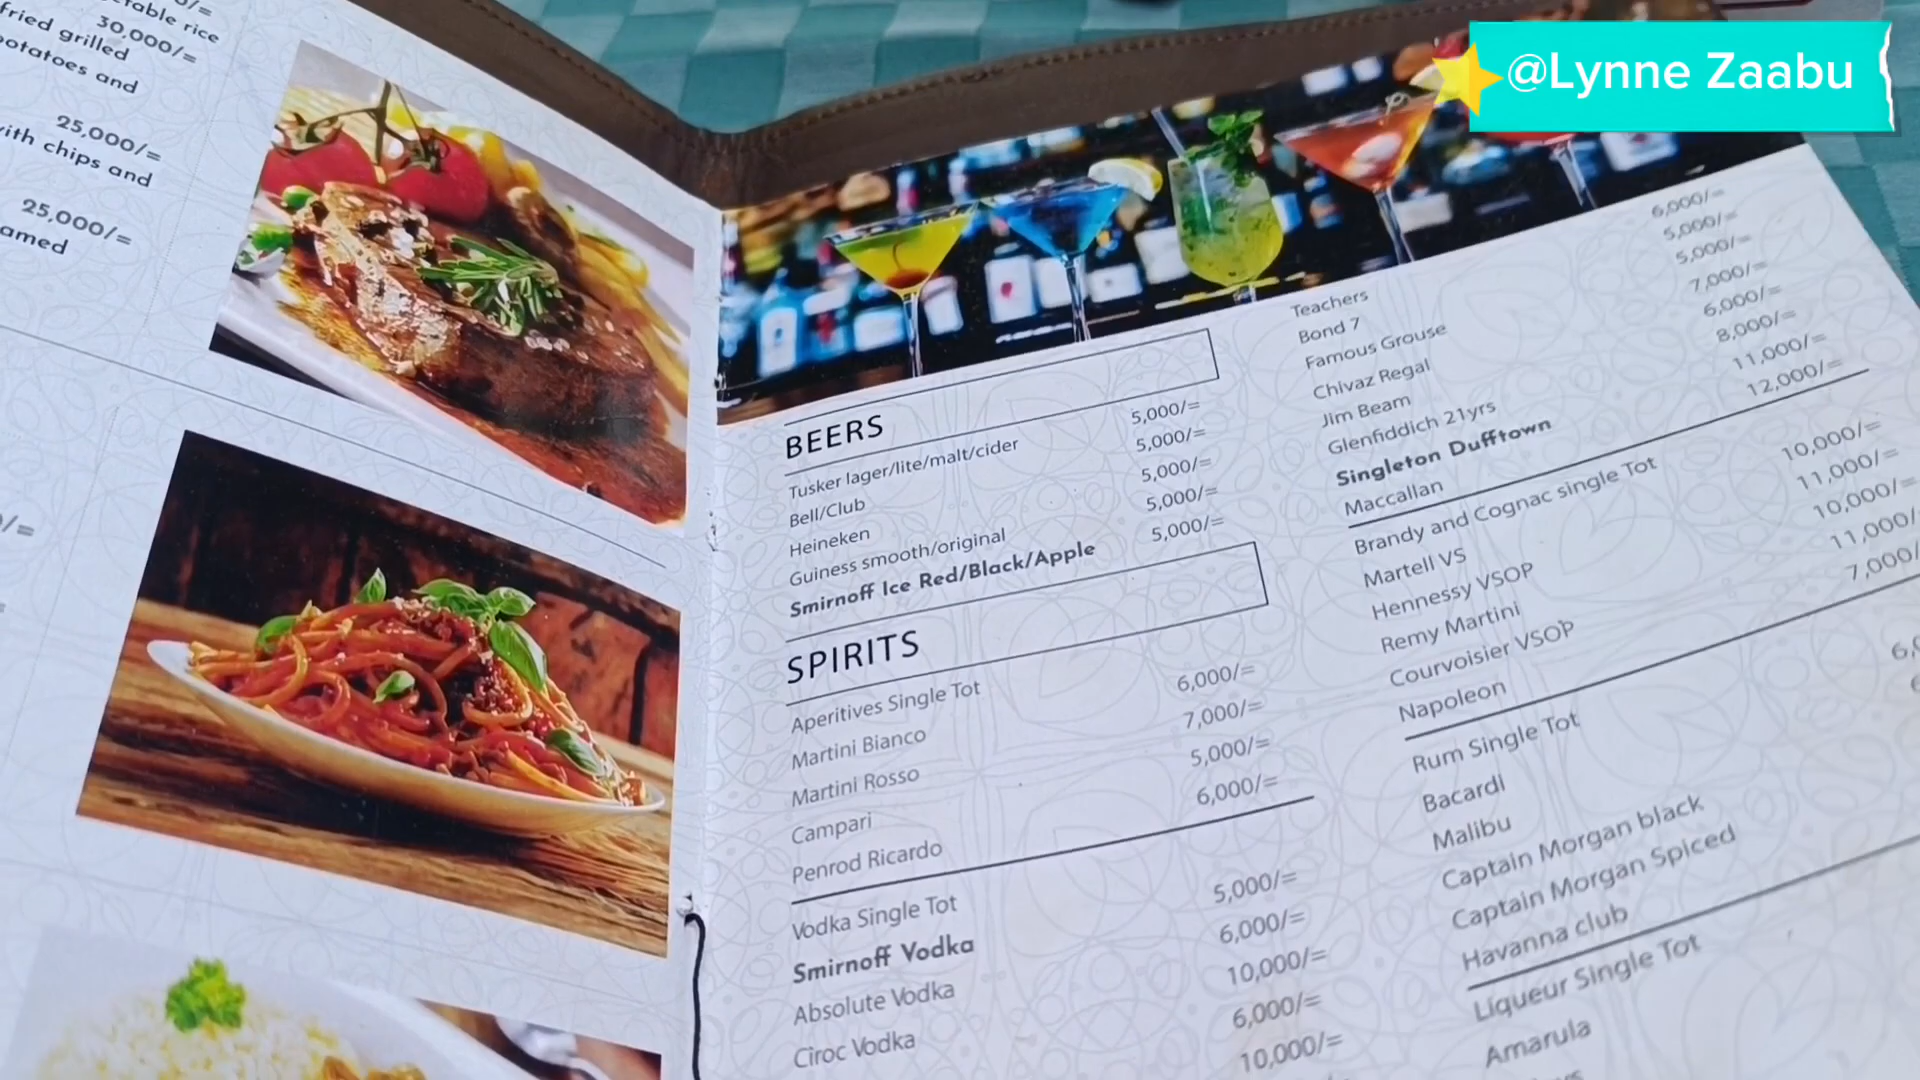 /=
table rice
30,000/=
fried grilled
potatoes and
25,000/=
with chips and
25,000/=
/=
@Lynne Zaabu
BEERS
Tusker lager/lite/malt/cider 5,000/=
Bell/Club 5,000/=
Heineken 5,000/=
Guiness smooth/original 5,000/=
Smirnoff Ice Red/Black/Apple 5,000/=
SPIRITS
Aperitives Single Tot
Martini Bianco 6,000/=
Martini Rosso 7,000/=
Campari 5,000/=
Penrod Ricardo 6,000/=
Vodka Single Tot
Smirnoff Vodka 5,000/=
Absolute Vodka 6,000/=
Ciroc Vodka 10,000/=
6,000/=
10,000/=
Teachers 6,000/=
Bond 7 5,000/=
Famous Grouse 5,000/=
Chivaz Regal 7,000/=
Jim Beam 6,000/=
Glenfiddich 21yrs 8,000/=
Singleton Dufftown 11,000/=
Maccallan 12,000/=
Brandy and Cognac single Tot
Martell VS 10,000/=
Hennessy VSOP 11,000/=
Remy Martini 10,000/=
Courvoisier VSOP 11,000/
Napoleon 7,000/
Rum Single Tot
Bacardi
Malibu
Captain Morgan black
Captain Morgan Spiced
Havanna club
Liqueur Single Tot
Amarula